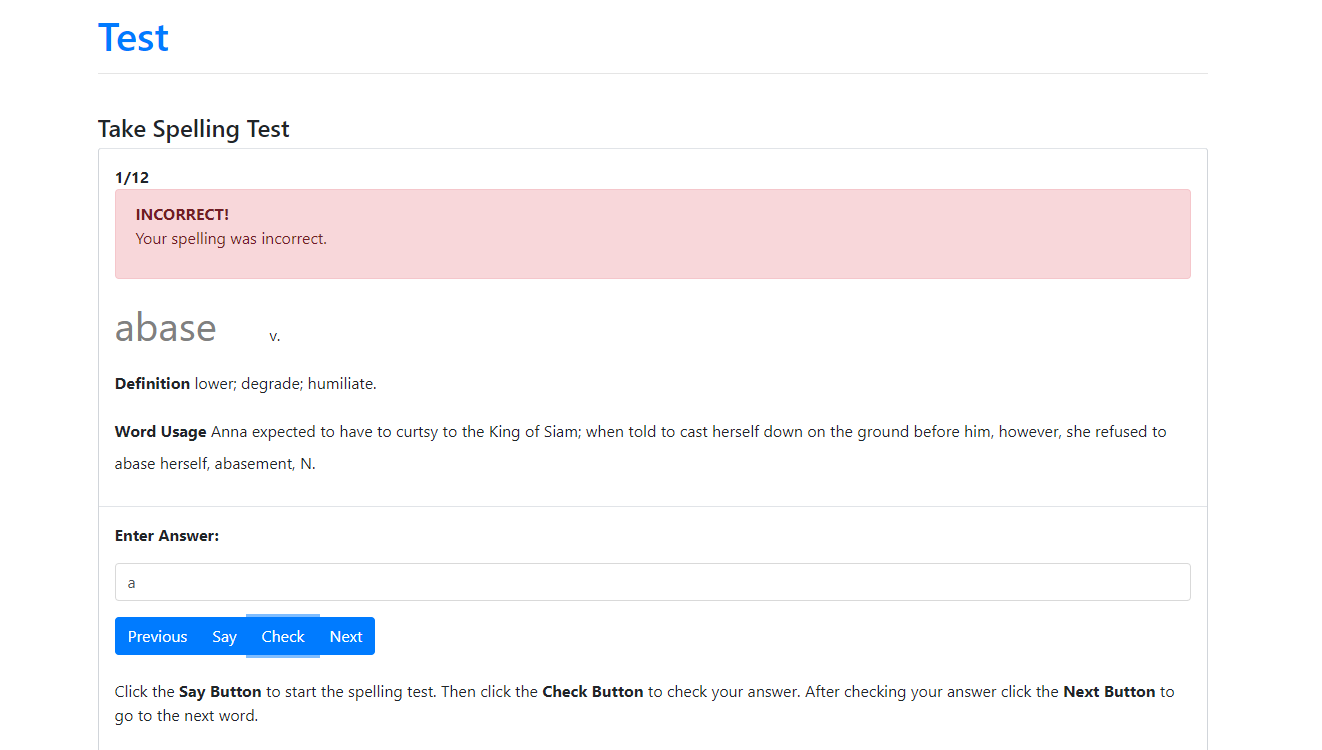 Test
Take Spelling Test
1/12
INCORRECT!
Your spelling was incorrect.
abase v.
Definition lower; degrade; humiliate.
Word Usage Anna expected to have to curtsy to the King of Siam; when told to cast herself down on the ground before him, however, she refused to
abase herself, abasement, N.
Enter Answer:
a
Previous Say Check Next
Click the Say Button to start the spelling test. Then click the Check Button to check your answer. After checking your answer click the Next Button to
go to the next word.